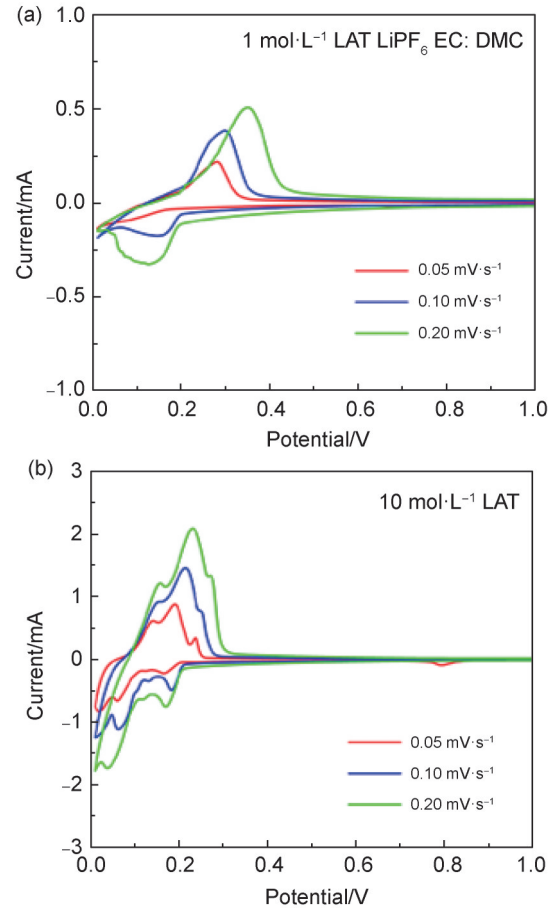 (a)
1 mol·L⁻¹ LAT LiPF₆ EC: DMC
1.0
0.5
0.0
−0.5
−1.0
Current/mA
0.05 mV·s⁻¹
0.10 mV·s⁻¹
0.20 mV·s⁻¹
0.0 0.2 0.4 0.6 0.8 1.0
Potential/V
(b)
10 mol·L⁻¹ LAT
3
2
1
0
−1
−2
−3
Current/mA
0.05 mV·s⁻¹
0.10 mV·s⁻¹
0.20 mV·s⁻¹
0.0 0.2 0.4 0.6 0.8 1.0
Potential/V